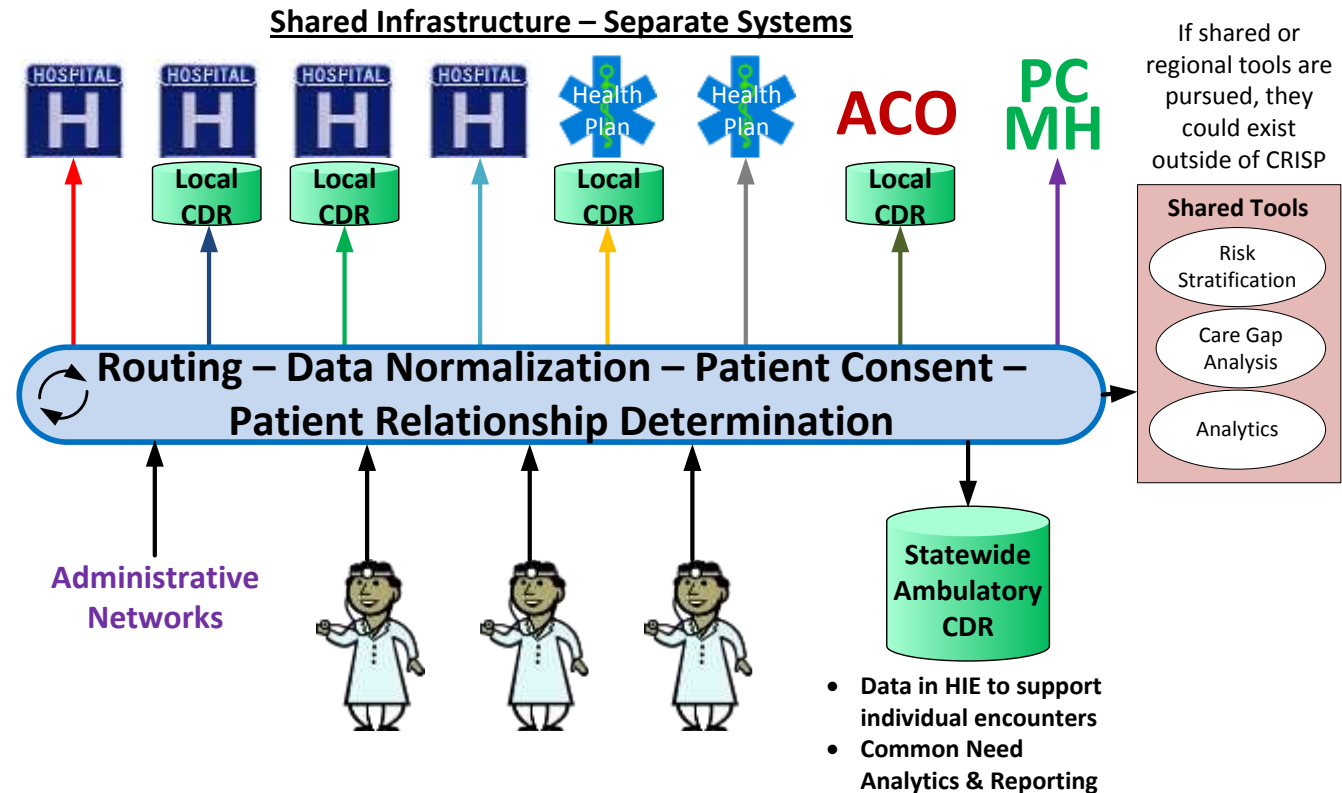 Shared Infrastructure – Separate Systems
HOSPITAL
H
HOSPITAL
H
HOSPITAL
H
HOSPITAL
H
Health
Plan
Health
Plan
ACO
PC
MH
If shared or
regional tools are
pursued, they
could exist
outside of CRISP
Local
CDR
Local
CDR
Local
CDR
Local
CDR
Shared Tools
Risk
Stratification
Care Gap
Analysis
Analytics
Routing – Data Normalization – Patient Consent –
Patient Relationship Determination
Administrative
Networks
Statewide
Ambulatory
CDR
• Data in HIE to support
individual encounters
• Common Need
Analytics & Reporting